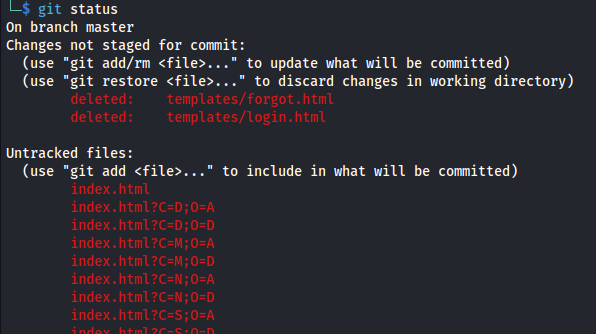 └─$ git status
On branch master
Changes not staged for commit:
  (use "git add/rm <file>..." to update what will be committed)
  (use "git restore <file>..." to discard changes in working directory)
        deleted:    templates/forgot.html
        deleted:    templates/login.html

Untracked files:
  (use "git add <file>..." to include in what will be committed)
        index.html
        index.html?C=D;O=A
        index.html?C=D;O=D
        index.html?C=M;O=A
        index.html?C=M;O=D
        index.html?C=N;O=A
        index.html?C=N;O=D
        index.html?C=S;O=A
        index.html?C=S;O=D